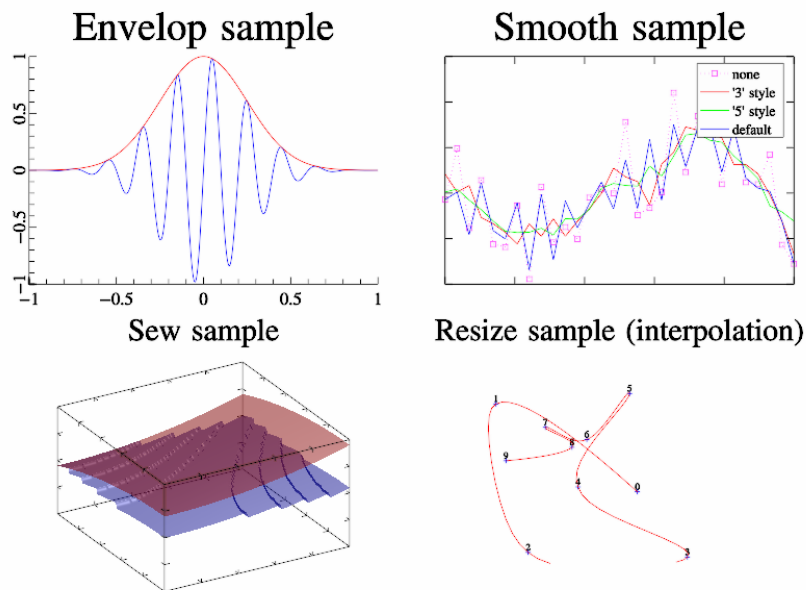 Envelop sample
Smooth sample
1
0.5
0
−0.5
−1
−1
−0.5
0
0.5
1
none
'3' style
'5' style
default
Sew sample
Resize sample (interpolation)
1
5
7
6
8
9
4
0
2
3